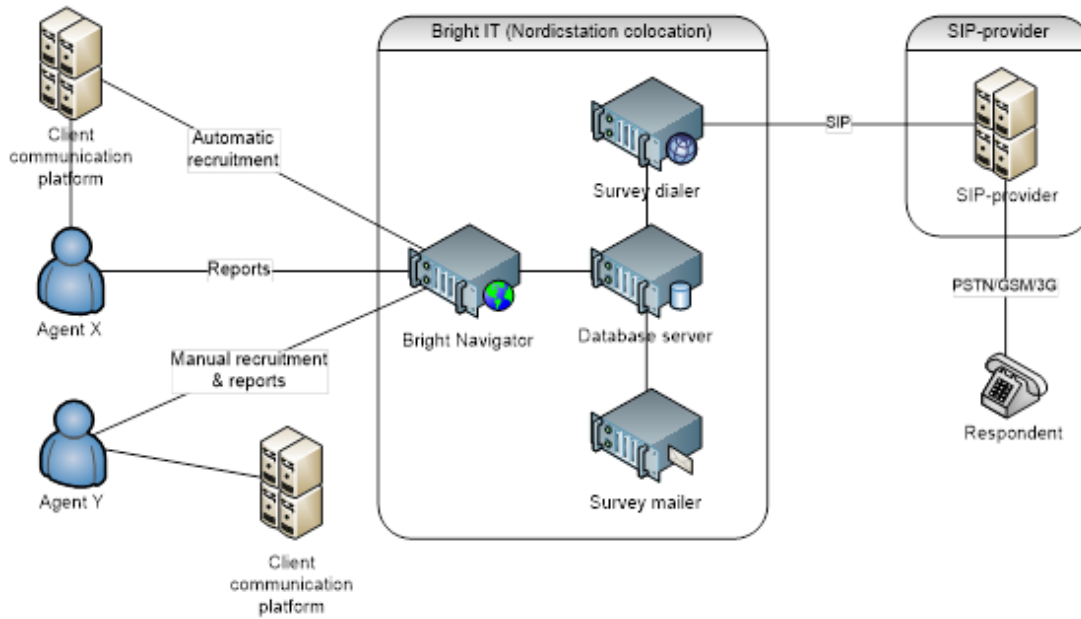 Bright IT (Nordicstation colocation)
SIP-provider
Client
communication
platform
Automatic
recruitment
Survey dialer
SIP
SIP-provider
Agent X
Reports
Bright Navigator
Database server
PSTN/GSM/3G
Manual recruitment
& reports
Respondent
Agent Y
Survey mailer
Client
communication
platform